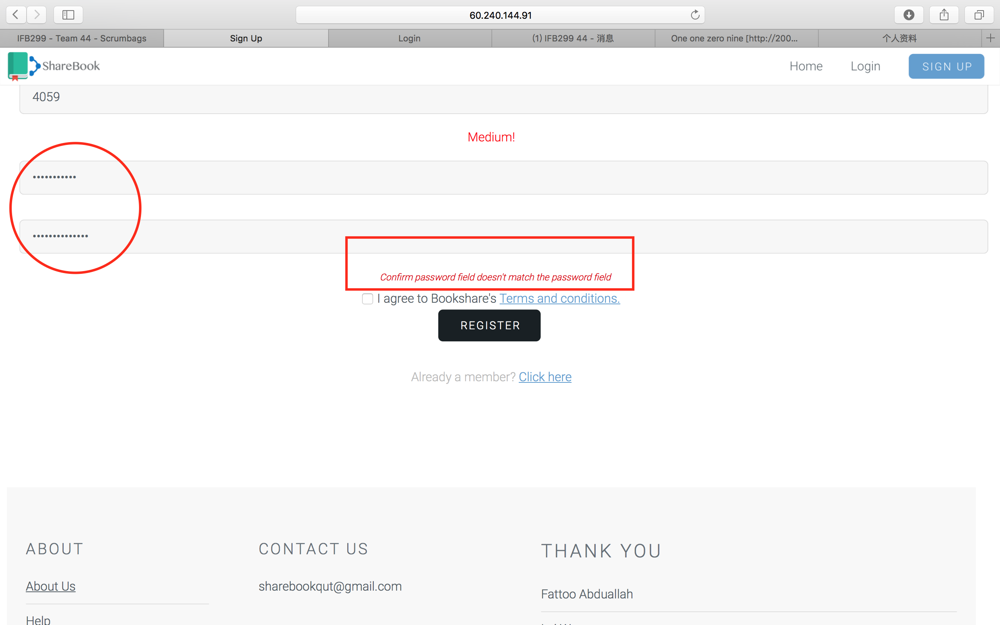 60.240.144.91
IFB299 - Team 44 - Scrumbags
Sign Up
Login
(1) IFB299 44 - 消息
One one zero nine [http://200...
个人资料
ShareBook
Home
Login
SIGN UP
4059
Medium!
•••••••••••
••••••••••••••
Confirm password field doesn't match the password field
I agree to Bookshare's Terms and conditions.
REGISTER
Already a member? Click here
ABOUT
CONTACT US
THANK YOU
About Us
sharebookqut@gmail.com
Fattoo Abduallah
Help